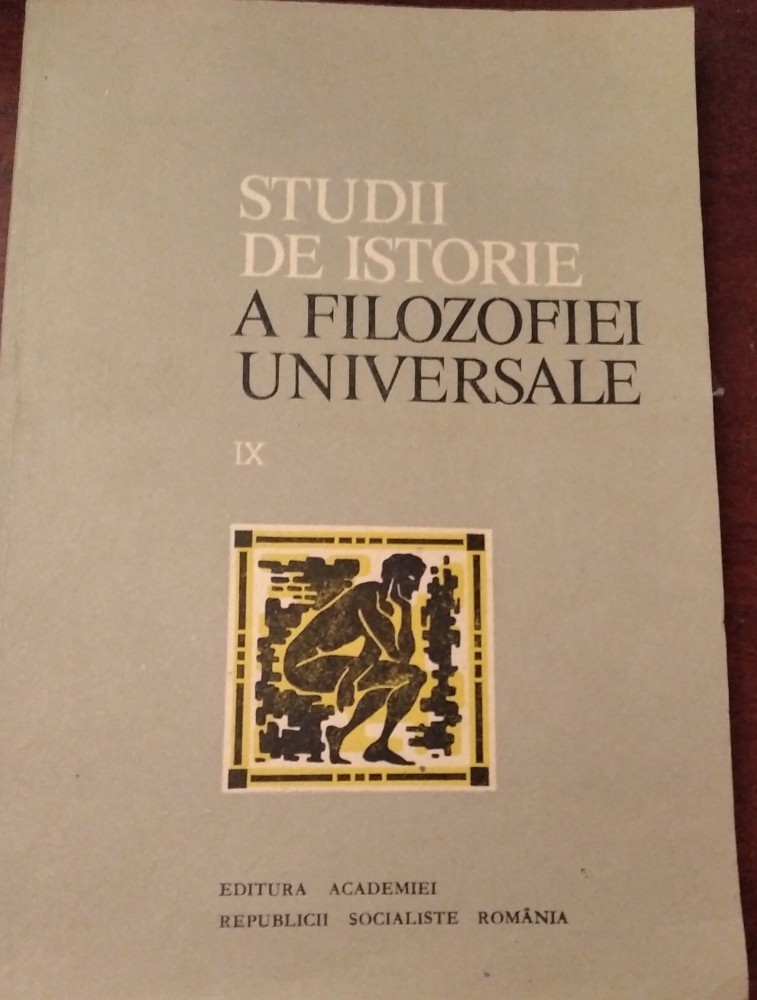 STUDII
DE ISTORIE
A FILOZOFIEI
UNIVERSALE
IX
EDITURA ACADEMIEI
REPUBLICII SOCIALISTE ROMÂNIA